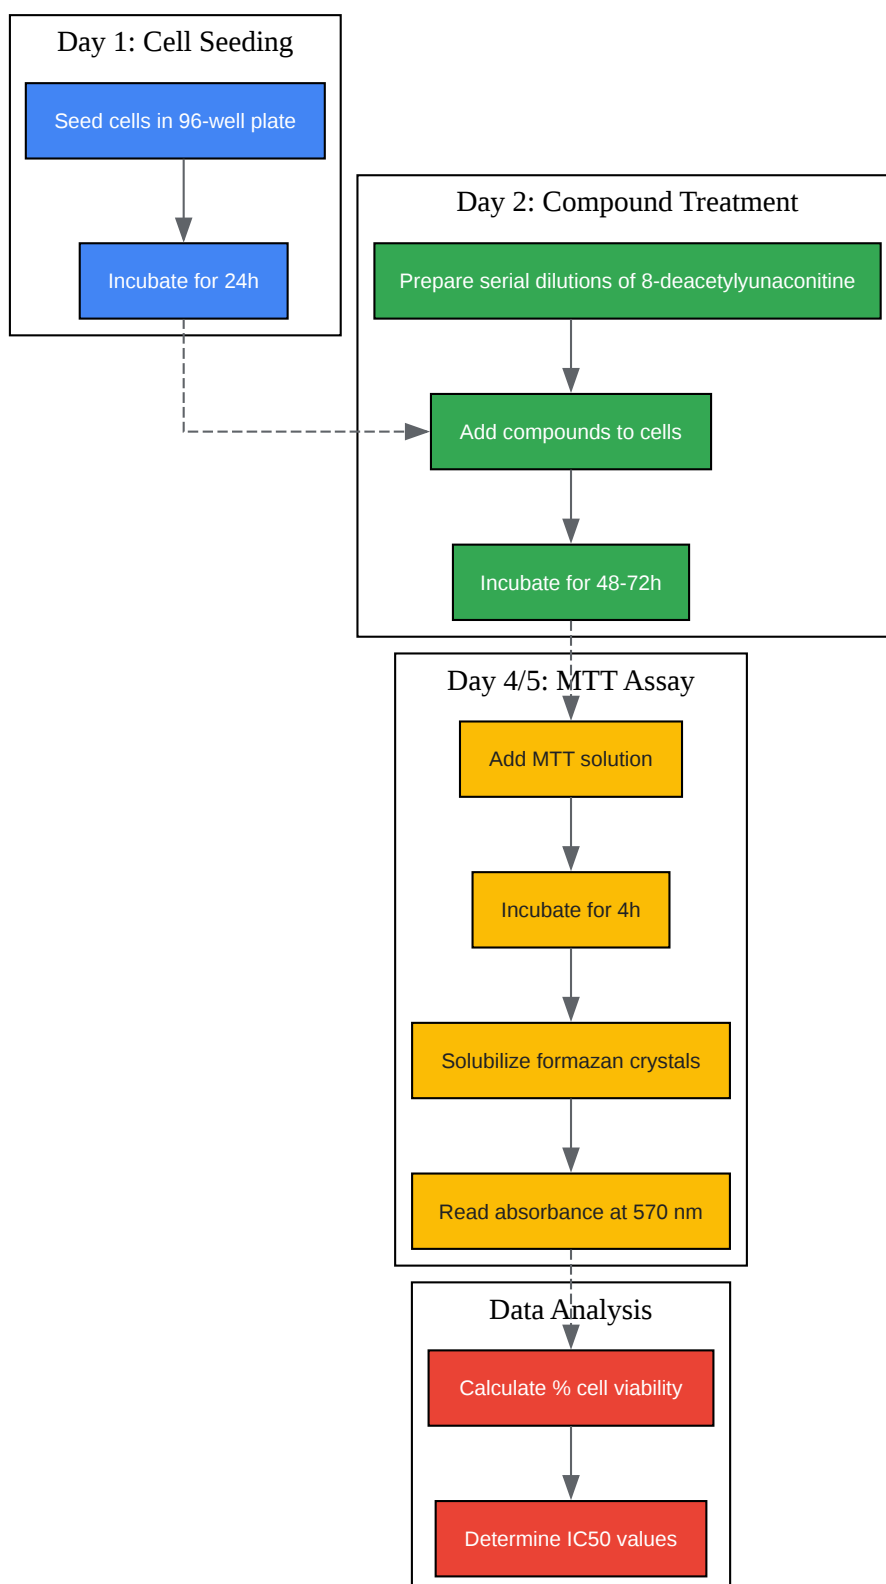 Day 1: Cell Seeding
Seed cells in 96-well plate
Incubate for 24h
Day 2: Compound Treatment
Prepare serial dilutions of 8-deacetylyunaconitine
Add compounds to cells
Incubate for 48-72h
Day 4/5: MTT Assay
Add MTT solution
Incubate for 4h
Solubilize formazan crystals
Read absorbance at 570 nm
Data Analysis
Calculate % cell viability
Determine IC50 values